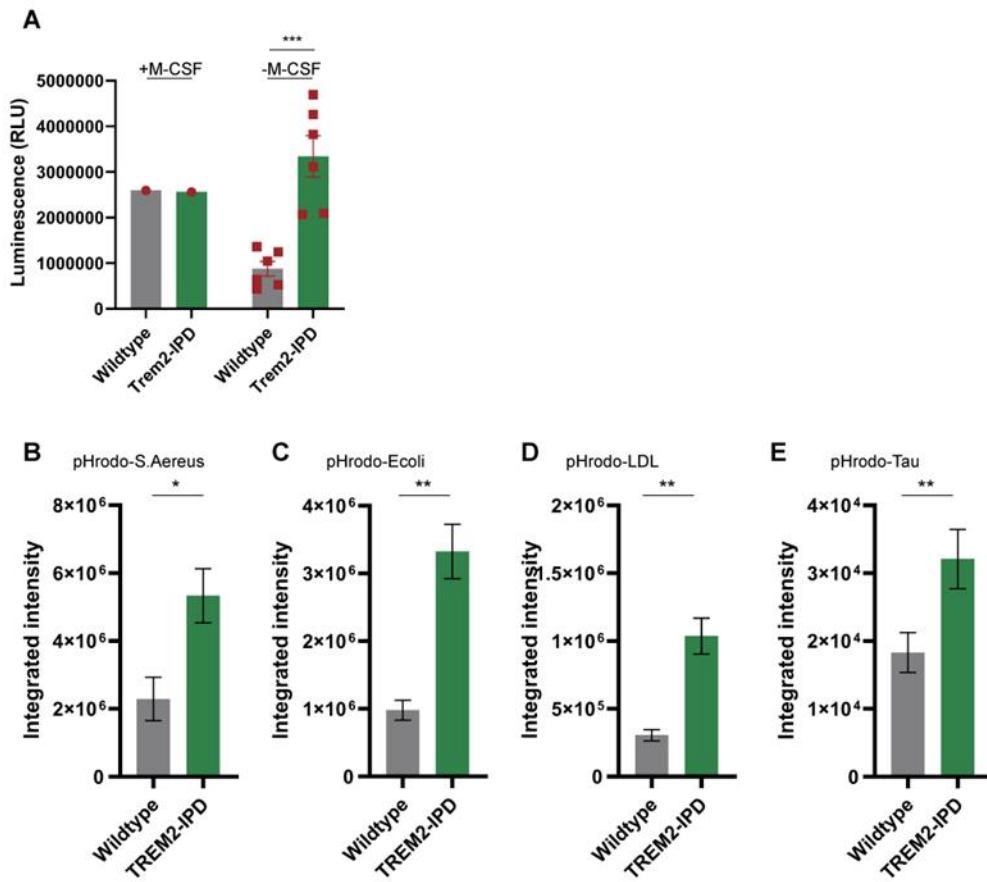 A
***
+M-CSF
-M-CSF
5000000
4000000
3000000
2000000
1000000
0
Luminescence (RLU)
Wildtype
Trem2-IPD
Wildtype
Trem2-IPD
B
pHrodo-S.Aereus
*
8×10⁶
6×10⁶
4×10⁶
2×10⁶
0
Integrated intensity
Wildtype
TREM2-IPD
C
pHrodo-Ecoli
**
4×10⁶
3×10⁶
2×10⁶
1×10⁶
0
Integrated intensity
Wildtype
TREM2-IPD
D
pHrodo-LDL
**
2×10⁶
1.5×10⁶
1×10⁶
5×10⁵
0
Integrated intensity
Wildtype
TREM2-IPD
E
pHrodo-Tau
**
4×10⁴
3×10⁴
2×10⁴
1×10⁴
0
Integrated intensity
Wildtype
TREM2-IPD